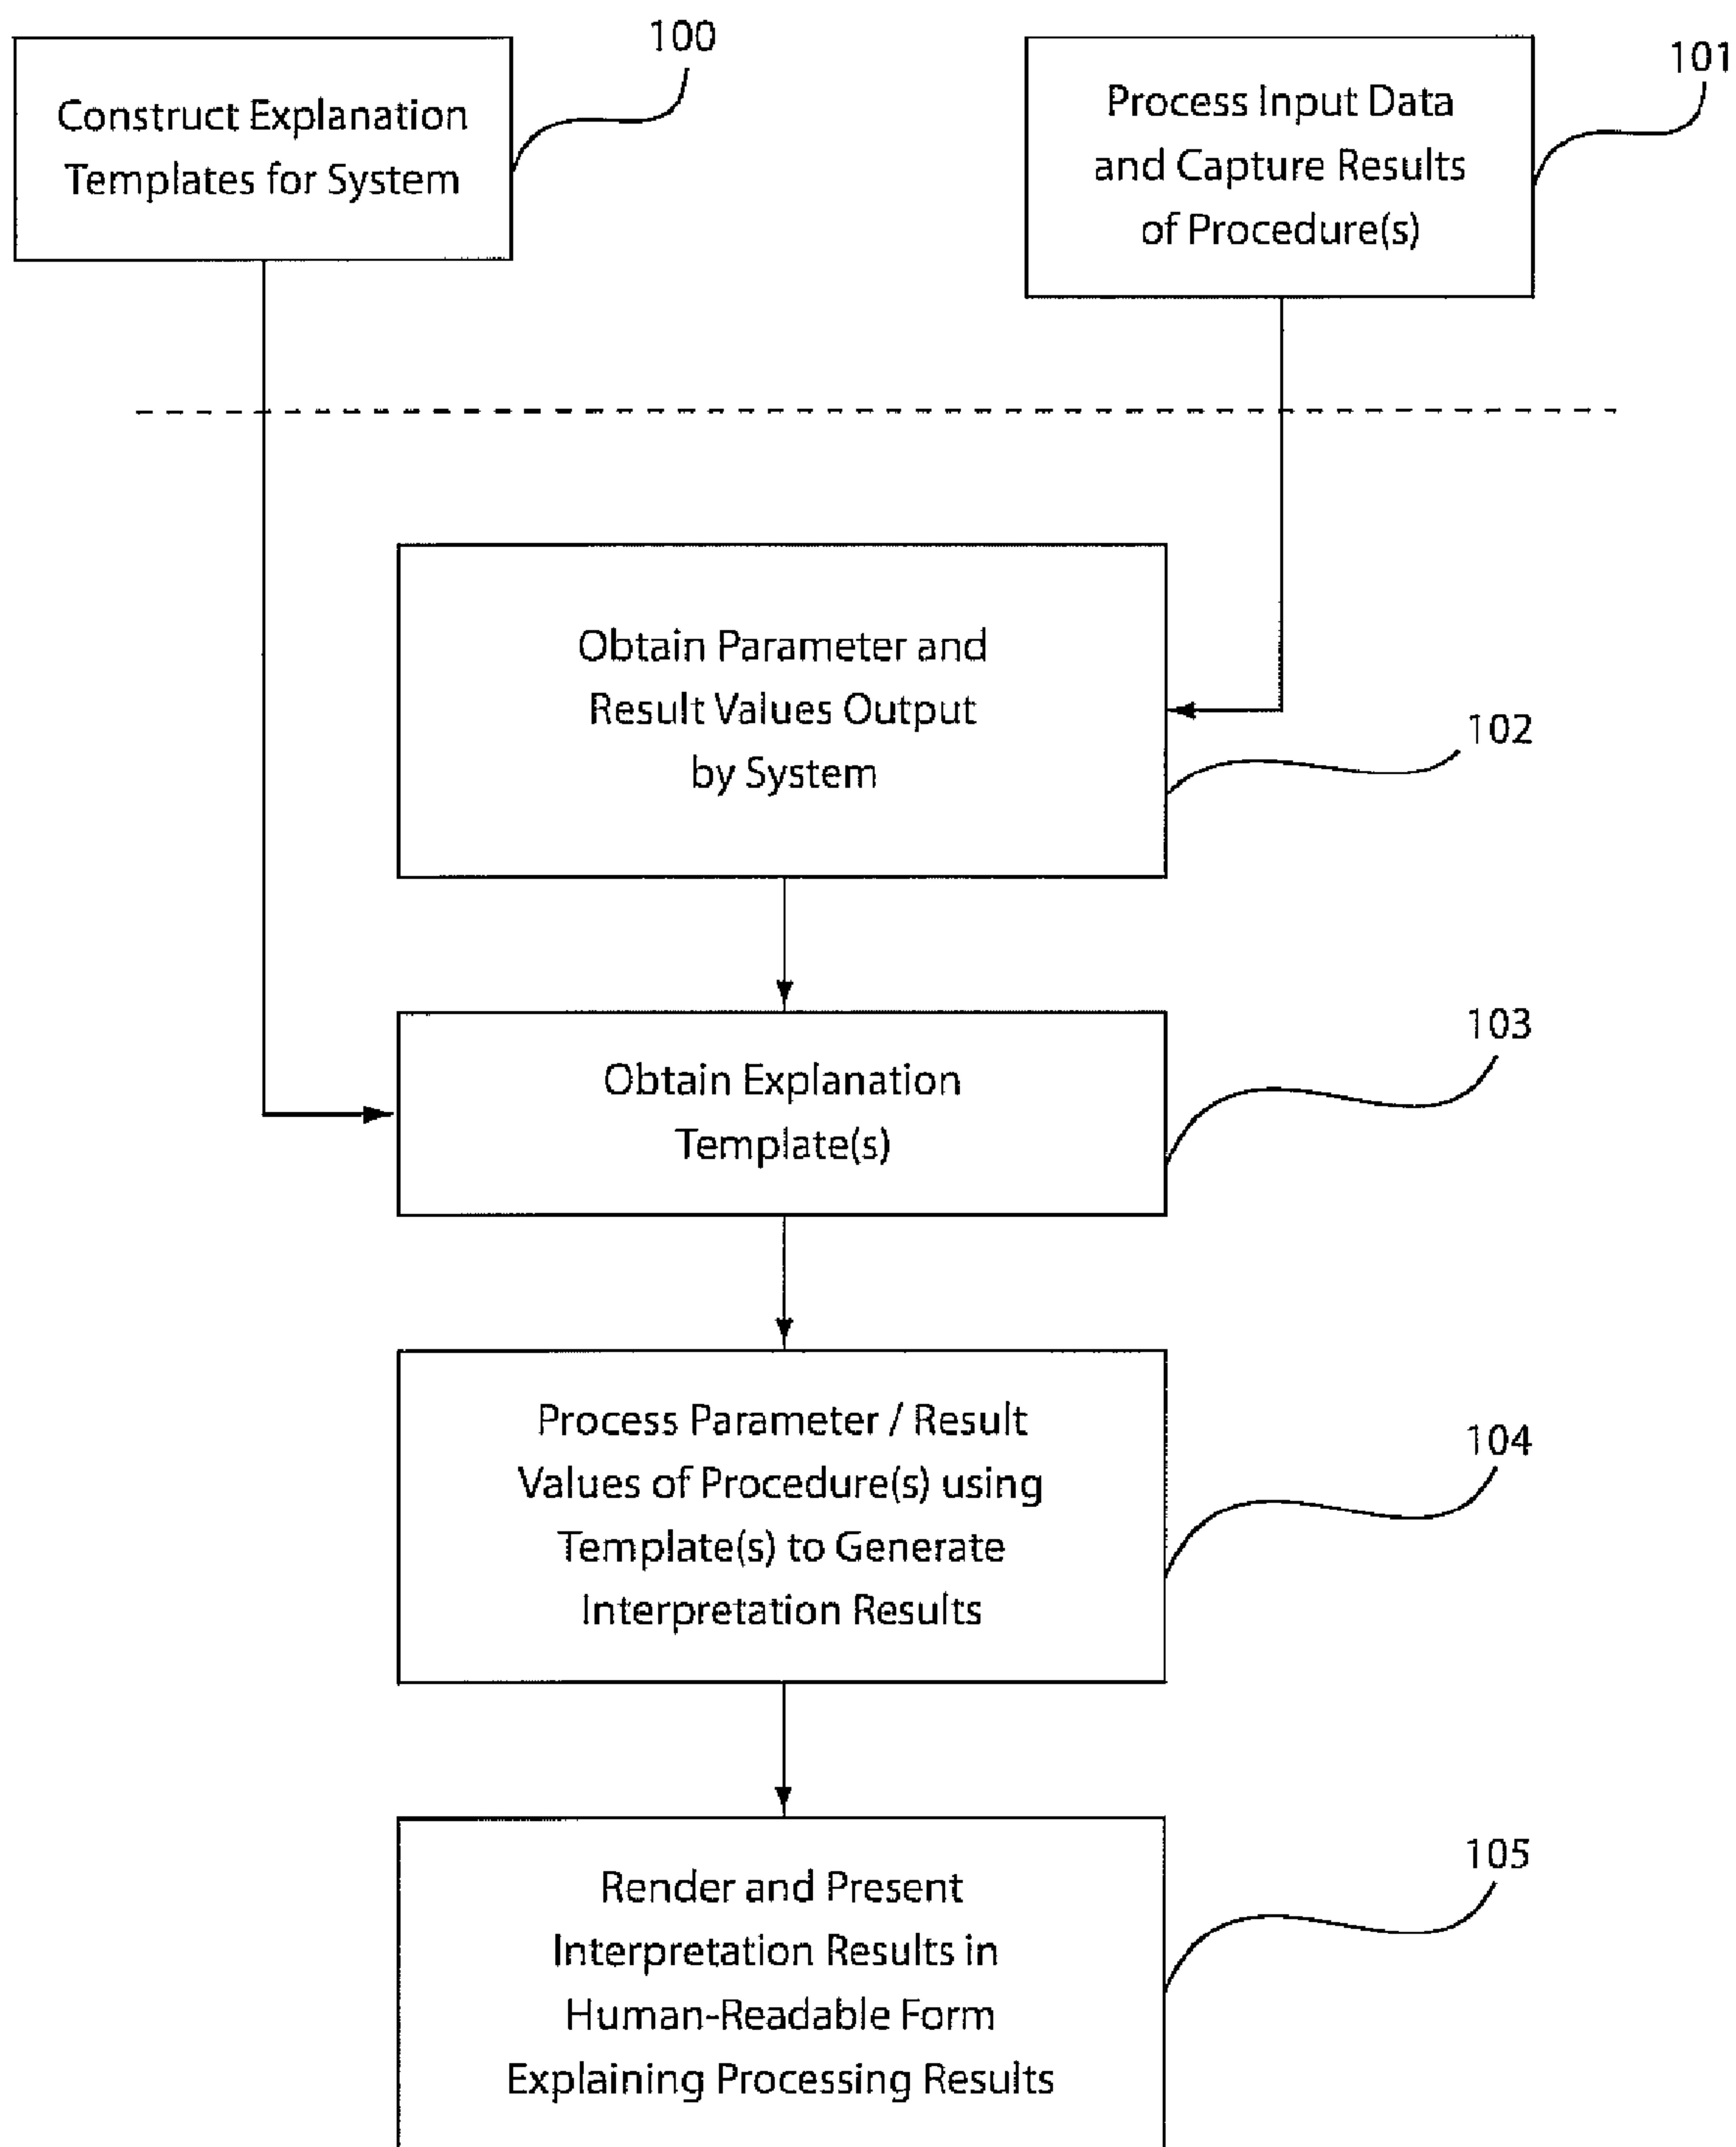 100
Construct Explanation
Templates for System
101
Process Input Data
and Capture Results
of Procedure(s)
Obtain Parameter and
Result Values Output
by System
102
Obtain Explanation
Template(s)
103
Process Parameter / Result
Values of Procedure(s) using
Template(s) to Generate
Interpretation Results
104
Render and Present
Interpretation Results in
Human-Readable Form
Explaining Processing Results
105